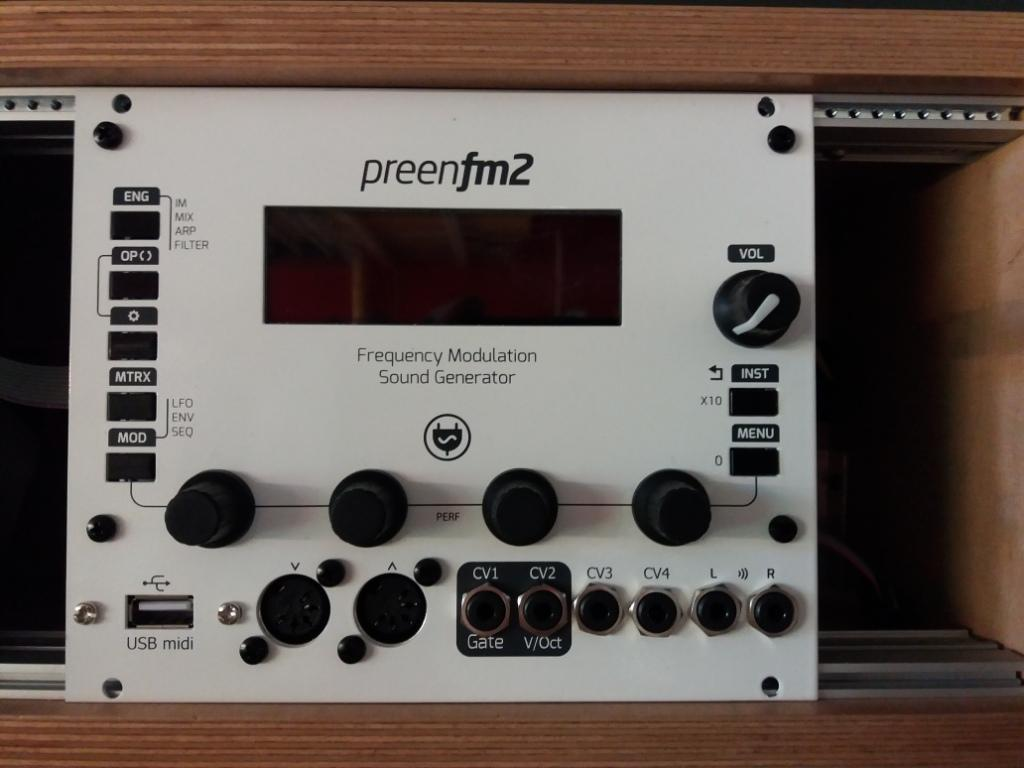 preenfm2
ENG
IM
MIX
ARP
FILTER
OP()
MTRX
MOD
LFO
ENV
SEQ
VOL
INST
X10
MENU
0
Frequency Modulation
Sound Generator
PERF
USB midi
CV1 CV2 CV3 CV4 L R
Gate V/Oct